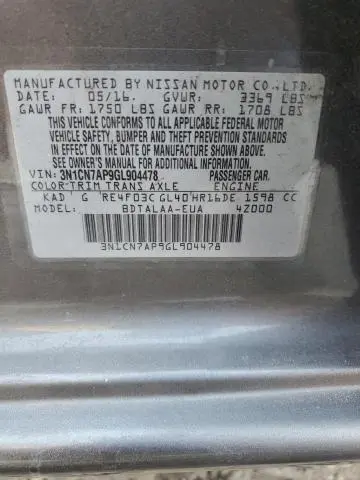 MANUFACTURED BY NISSAN MOTOR CO., LTD.
DATE: 05/16. GVWR: 3369 LBS
GAWR FR: 1750 LBS GAWR RR: 1708 LBS
THIS VEHICLE CONFORMS TO ALL APPLICABLE FEDERAL MOTOR
VEHICLE SAFETY, BUMPER AND THEFT PREVENTION STANDARDS
IN EFFECT ON THE DATE OF MANUFACTURE SHOWN ABOVE.
*SEE OWNER'S MANUAL FOR ADDITIONAL INFORMATION
VIN: 3N1CN7AP9GL904478 PASSENGER CAR.
COLOR TRIM TRANS AXLE ENGINE
KAD G RE4F03C GL40 HR16DE 1598 CC
MODEL: BDTALAA-EUA 4Z000
3N1CN7AP9GL904478